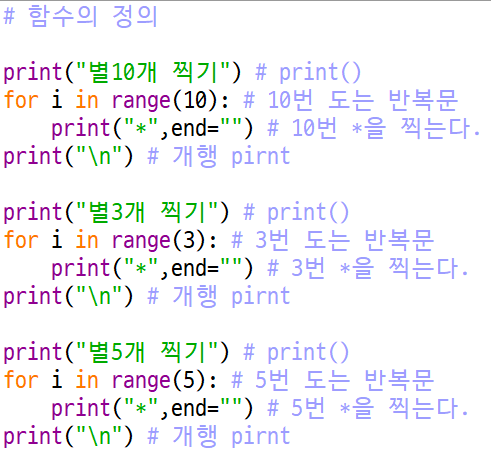 # 함수의 정의
print("별10개 찍기") # print()
for i in range(10): # 10번 도는 반복문
    print("*",end="") # 10번 *을 찍는다.
print("\n") # 개행 pirnt
print("별3개 찍기") # print()
for i in range(3): # 3번 도는 반복문
    print("*",end="") # 3번 *을 찍는다.
print("\n") # 개행 pirnt
print("별5개 찍기") # print()
for i in range(5): # 5번 도는 반복문
    print("*",end="") # 5번 *을 찍는다.
print("\n") # 개행 pirnt